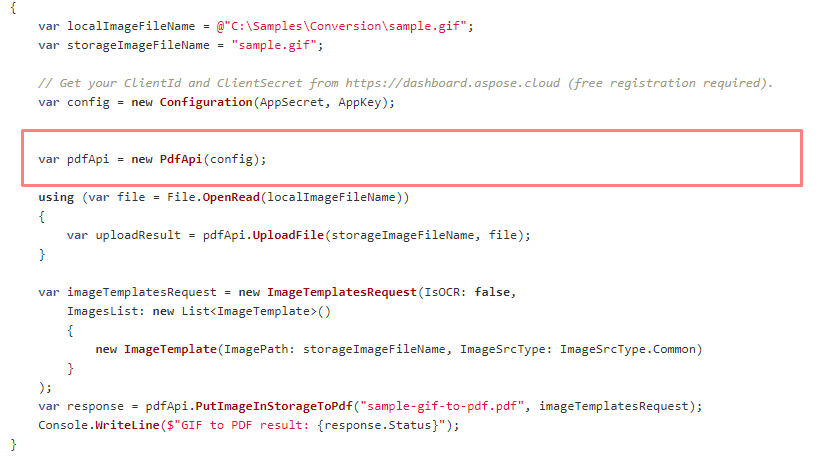 {
var localImageFileName = @"C:\Samples\Conversion\sample.gif";
var storageImageFileName = "sample.gif";
// Get your ClientId and ClientSecret from https://dashboard.aspose.cloud (free registration required).
var config = new Configuration(AppSecret, AppKey);
var pdfApi = new PdfApi(config);
using (var file = File.OpenRead(localImageFileName))
{
var uploadResult = pdfApi.UploadFile(storageImageFileName, file);
}
var imageTemplatesRequest = new ImageTemplatesRequest(IsOCR: false,
ImagesList: new List<ImageTemplate>()
{
new ImageTemplate(ImagePath: storageImageFileName, ImageSrcType: ImageSrcType.Common)
}
);
var response = pdfApi.PutImageInStorageToPdf("sample-gif-to-pdf.pdf", imageTemplatesRequest);
Console.WriteLine($"GIF to PDF result: {response.Status}");
}